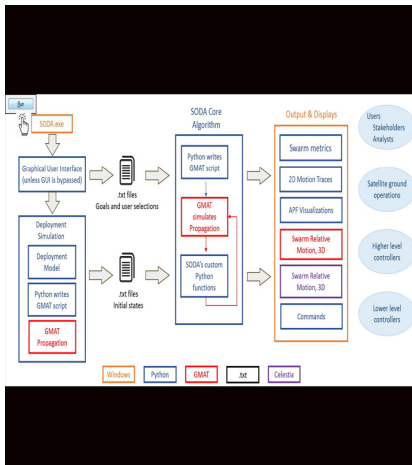 Run
SODA.exe
Graphical User Interface
(unless GUI is bypassed)
Deployment
Simulation
Deployment
Model
Python writes
GMAT script
GMAT
Propagation
.txt files
Goals and user selections
.txt files
Initial states
SODA Core
Algorithm
Python writes
GMAT script
GMAT
simulates
Propagation
SODA's custom
Python
functions
Output & Displays
Swarm metrics
2D Motion Traces
APF Visualizations
Swarm Relative
Motion, 3D
Swarm Relative
Motion, 3D
Commands
Users
Stakeholders
Analysts
Satellite ground
operations
Higher level
controllers
Lower level
controllers
Windows
Python
GMAT
.txt
Celestia